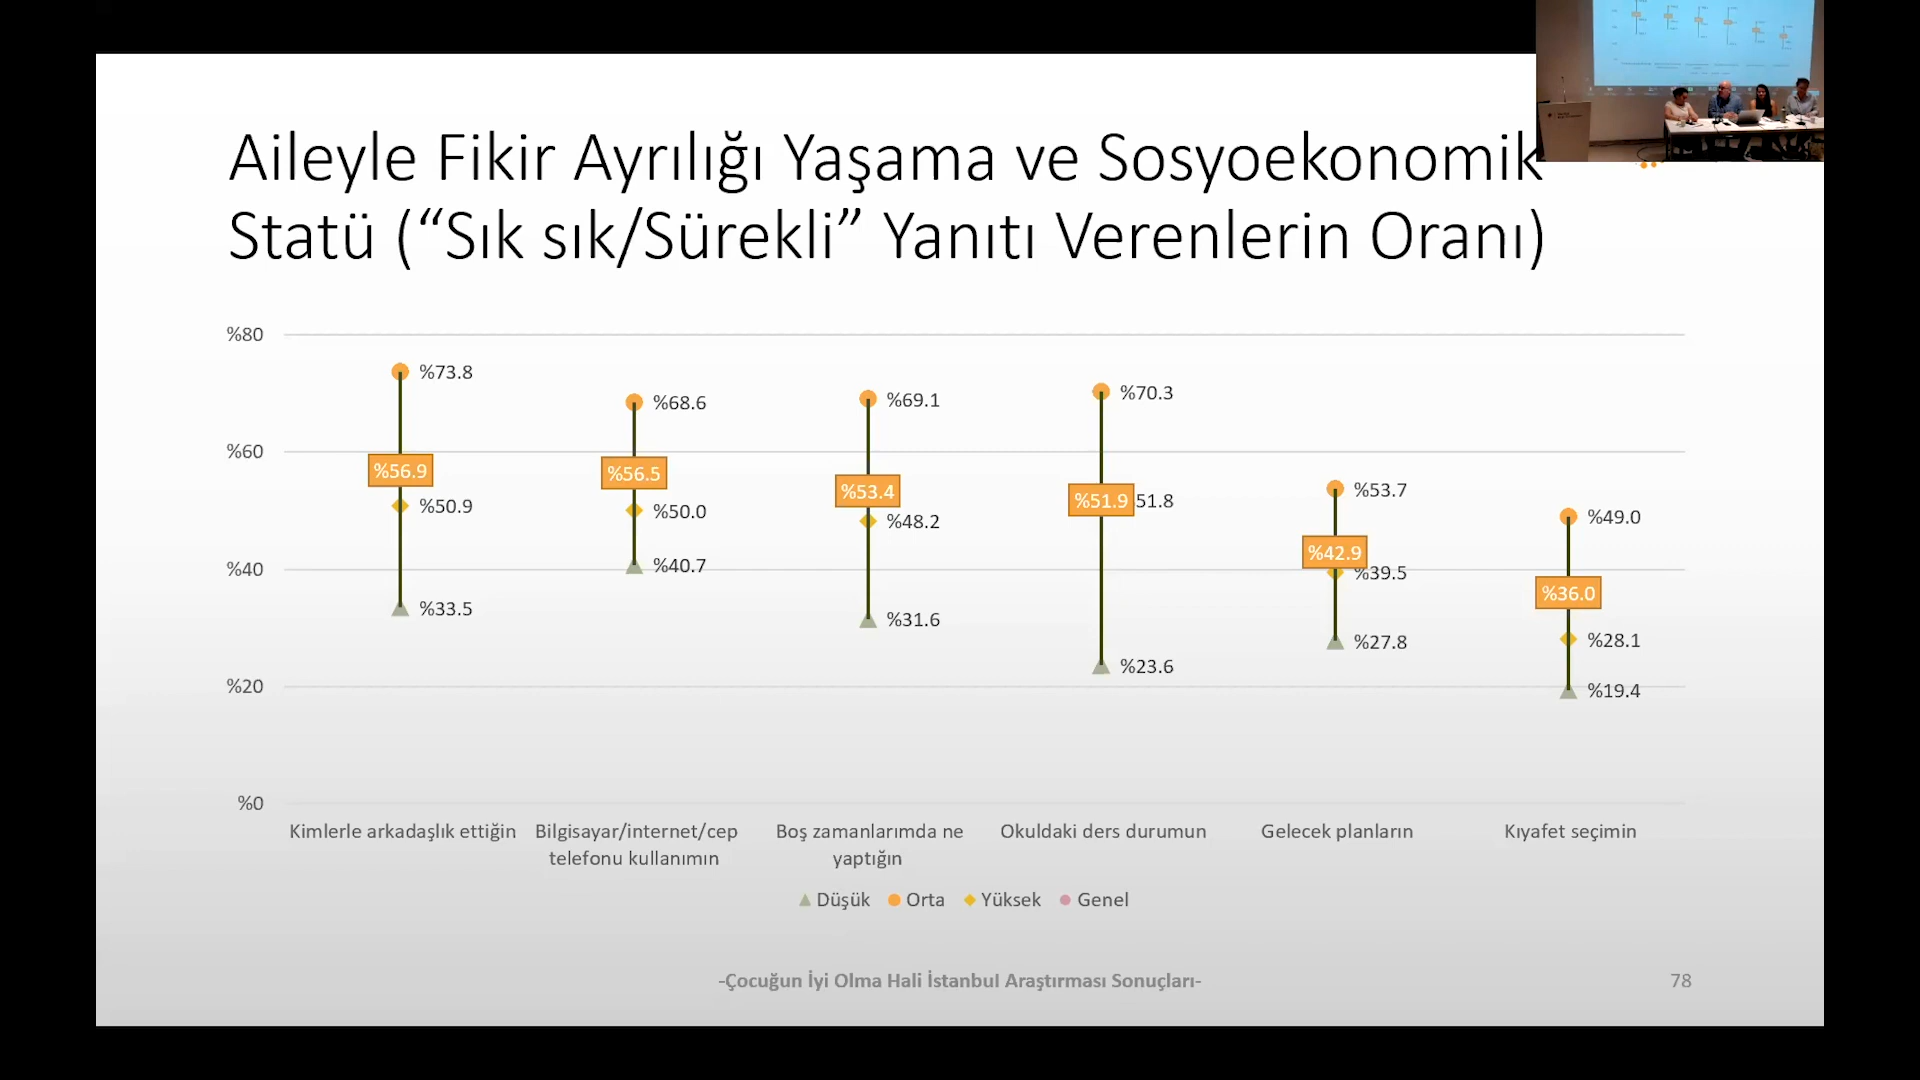 Aileyle Fikir Ayrılığı Yaşama ve Sosyoekonomik
Statü (“Sık sık/Sürekli” Yanıtı Verenlerin Oranı)
%80
%60
%40
%20
%0
%73.8
%56.9
%50.9
%33.5
%68.6
%56.5
%50.0
%40.7
%69.1
%53.4
%48.2
%31.6
%70.3
%51.9
51.8
%23.6
%53.7
%42.9
%39.5
%27.8
%49.0
%36.0
%28.1
%19.4
Kimlerle arkadaşlık ettiğin
Bilgisayar/internet/cep
telefonu kullanımın
Boş zamanlarımda ne
yaptığın
Okuldaki ders durumun
Gelecek planların
Kıyafet seçimin
Düşük Orta Yüksek Genel
-Çocuğun İyi Olma Hali İstanbul Araştırması Sonuçları-
78